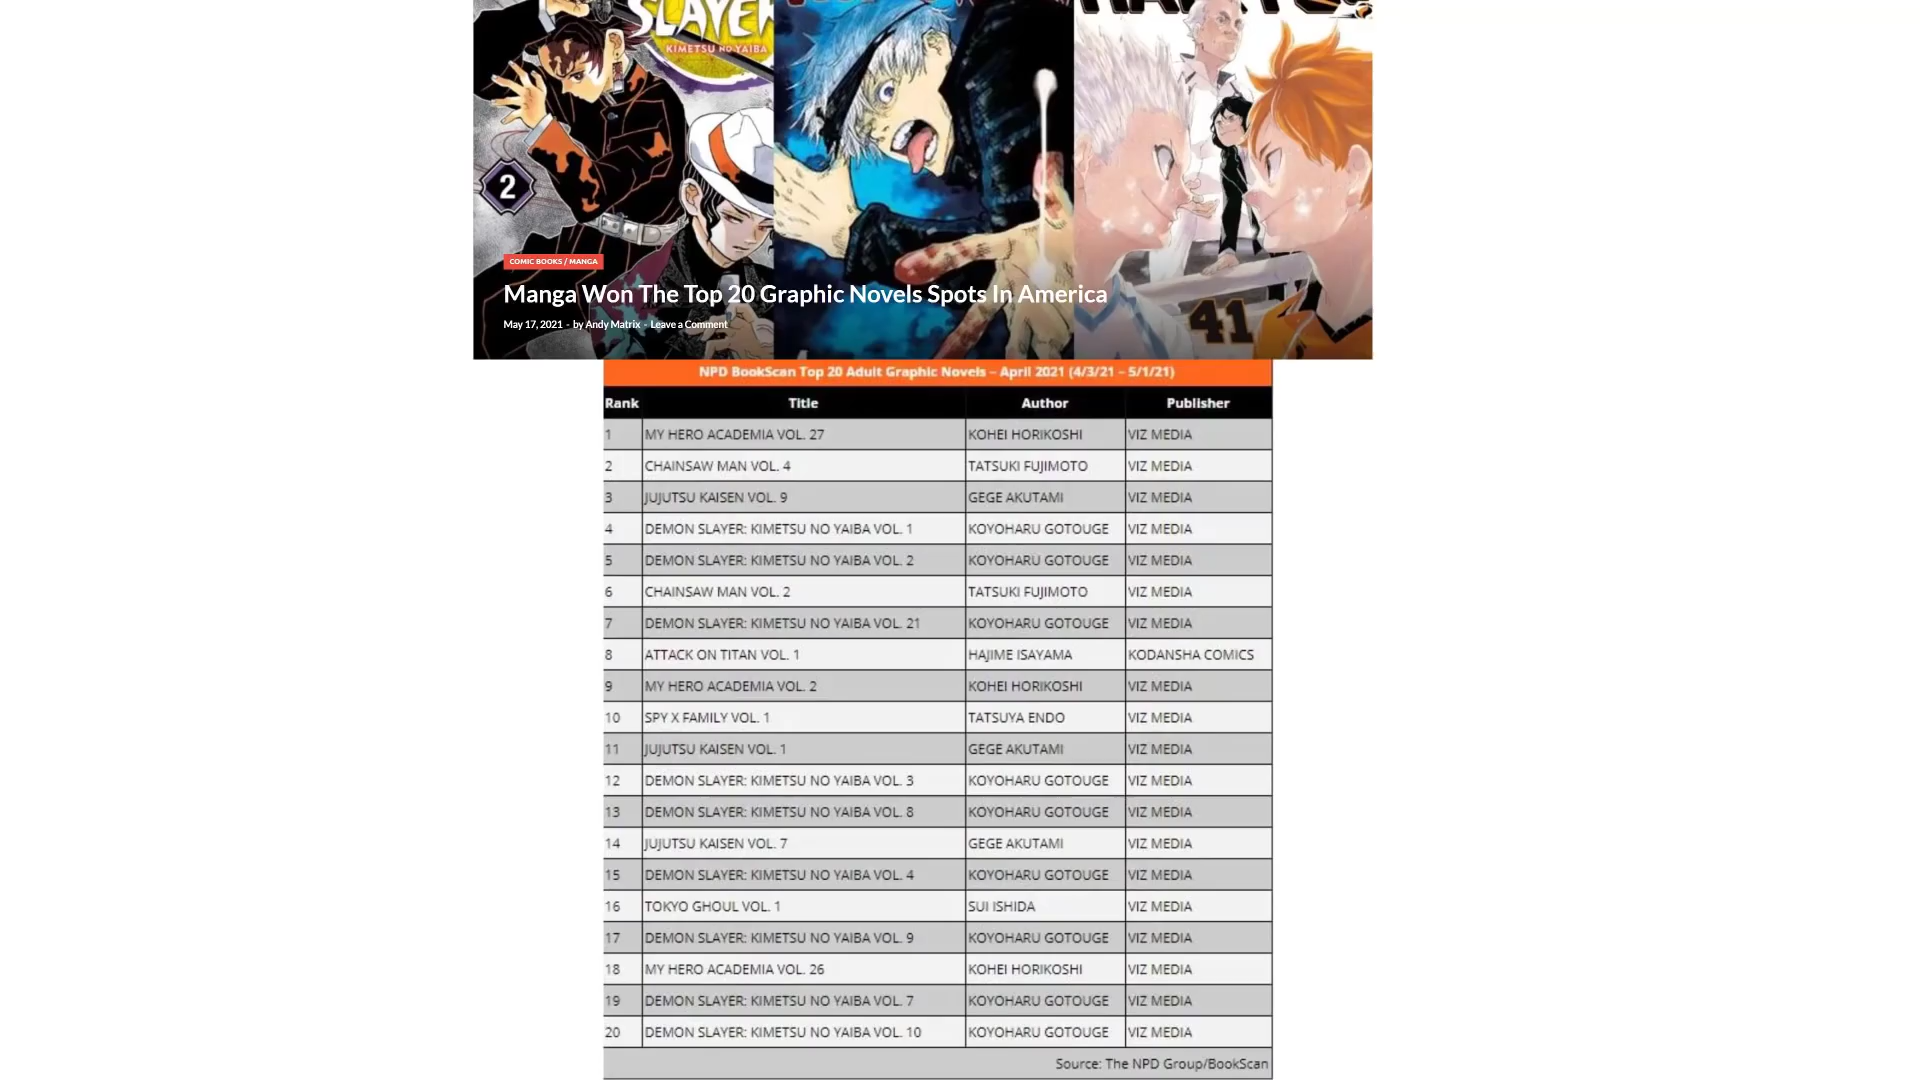 SLAYER
KIMETSU NO YAIBA
2
41
COMIC BOOKS / MANGA
Manga Won The Top 20 Graphic Novels Spots In America
May 17, 2021 - by Andy Matrix - Leave a Comment
NPD BookScan Top 20 Adult Graphic Novels – April 2021 (4/3/21 – 5/1/21)
Rank Title Author Publisher
1 MY HERO ACADEMIA VOL. 27 KOHEI HORIKOSHI VIZ MEDIA
2 CHAINSAW MAN VOL. 4 TATSUKI FUJIMOTO VIZ MEDIA
3 JUJUTSU KAISEN VOL. 9 GEGE AKUTAMI VIZ MEDIA
4 DEMON SLAYER: KIMETSU NO YAIBA VOL. 1 KOYOHARU GOTOUGE VIZ MEDIA
5 DEMON SLAYER: KIMETSU NO YAIBA VOL. 2 KOYOHARU GOTOUGE VIZ MEDIA
6 CHAINSAW MAN VOL. 2 TATSUKI FUJIMOTO VIZ MEDIA
7 DEMON SLAYER: KIMETSU NO YAIBA VOL. 21 KOYOHARU GOTOUGE VIZ MEDIA
8 ATTACK ON TITAN VOL. 1 HAJIME ISAYAMA KODANSHA COMICS
9 MY HERO ACADEMIA VOL. 2 KOHEI HORIKOSHI VIZ MEDIA
10 SPY X FAMILY VOL. 1 TATSUYA ENDO VIZ MEDIA
11 JUJUTSU KAISEN VOL. 1 GEGE AKUTAMI VIZ MEDIA
12 DEMON SLAYER: KIMETSU NO YAIBA VOL. 3 KOYOHARU GOTOUGE VIZ MEDIA
13 DEMON SLAYER: KIMETSU NO YAIBA VOL. 8 KOYOHARU GOTOUGE VIZ MEDIA
14 JUJUTSU KAISEN VOL. 7 GEGE AKUTAMI VIZ MEDIA
15 DEMON SLAYER: KIMETSU NO YAIBA VOL. 4 KOYOHARU GOTOUGE VIZ MEDIA
16 TOKYO GHOUL VOL. 1 SUI ISHIDA VIZ MEDIA
17 DEMON SLAYER: KIMETSU NO YAIBA VOL. 9 KOYOHARU GOTOUGE VIZ MEDIA
18 MY HERO ACADEMIA VOL. 26 KOHEI HORIKOSHI VIZ MEDIA
19 DEMON SLAYER: KIMETSU NO YAIBA VOL. 7 KOYOHARU GOTOUGE VIZ MEDIA
20 DEMON SLAYER: KIMETSU NO YAIBA VOL. 10 KOYOHARU GOTOUGE VIZ MEDIA
Source: The NPD Group/BookScan